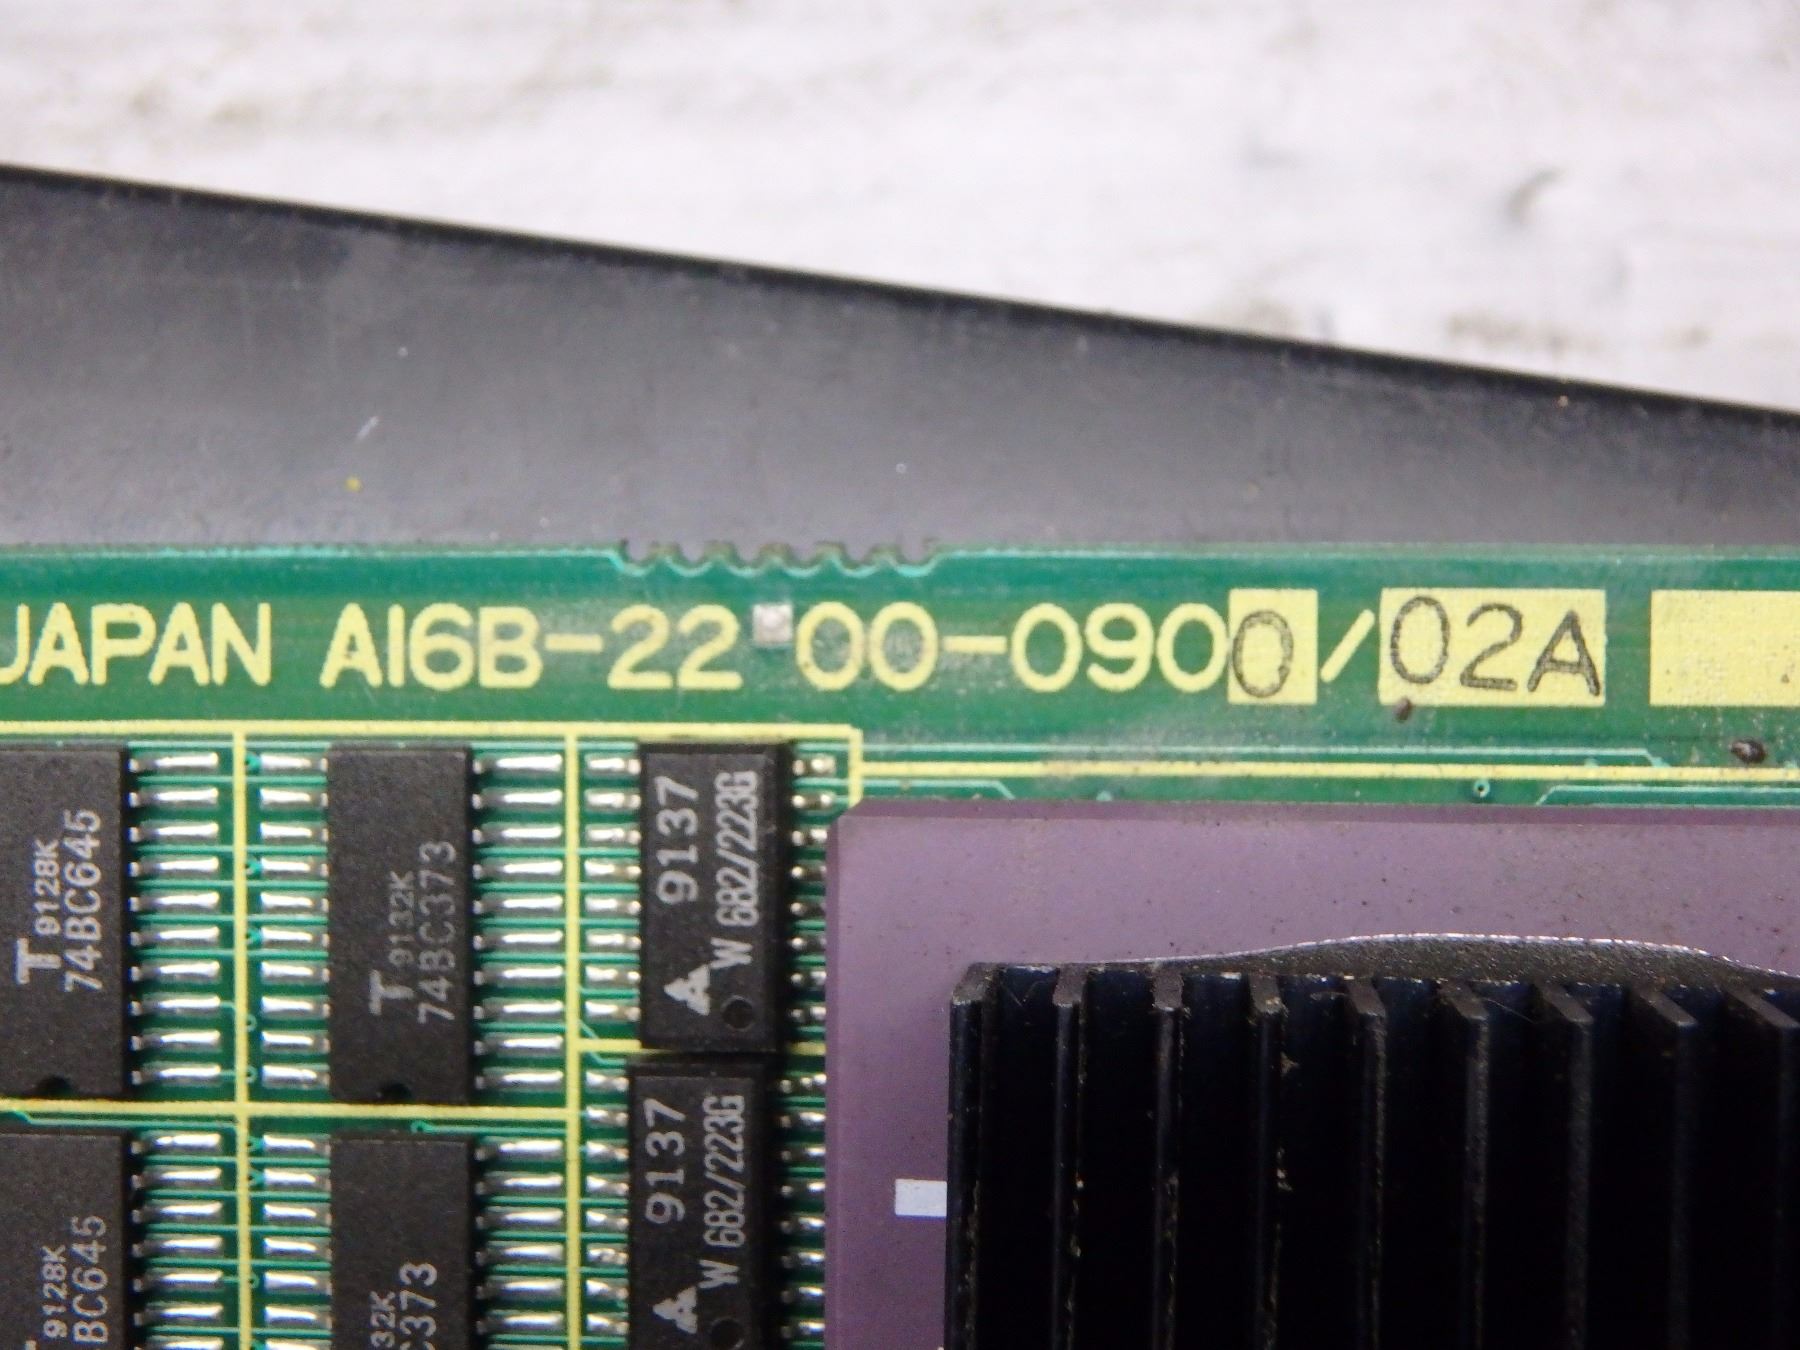 JAPAN A16B-2200-0900/02A
T 9128K
74BC645
T 9132K
74BC373
9137
W 682/223G
9137
W 682/223G
9128K
BC645
32K
C373